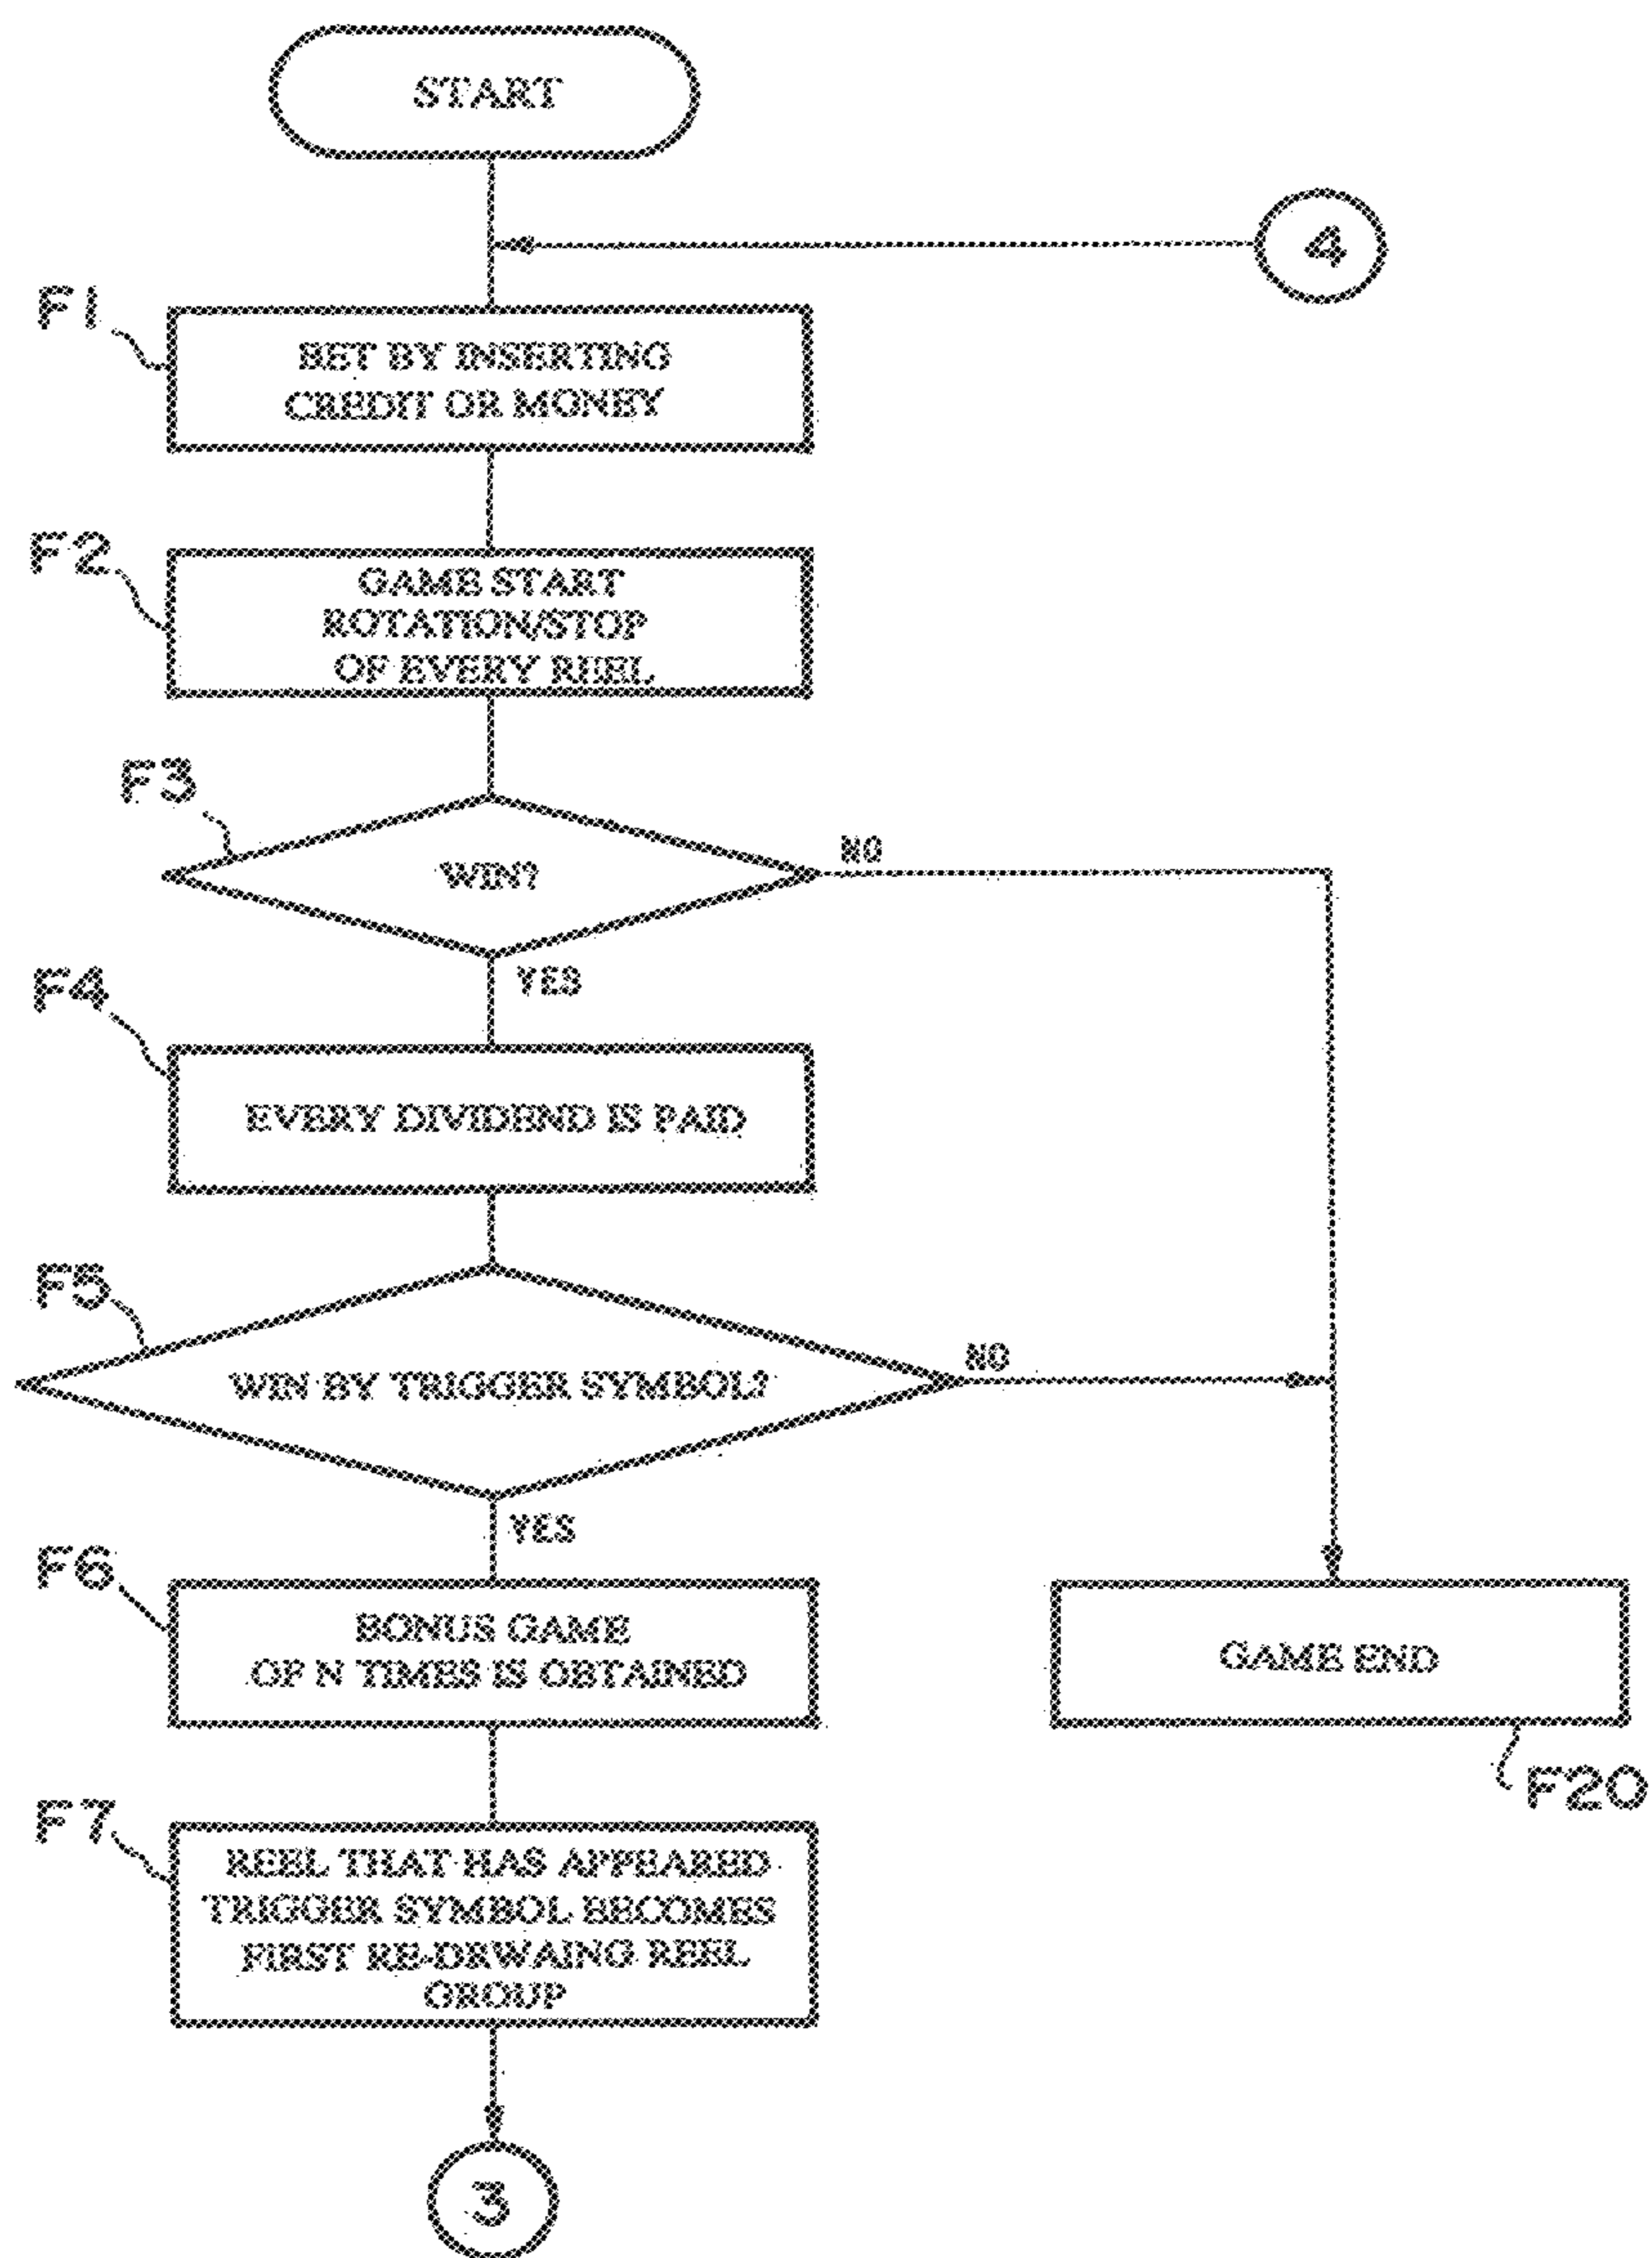 START
4
F1
BET BY INSERTING
CREDIT OR MONEY
F2
GAME START
ROTATION/STOP
OF EVERY REEL
F3
WIN?
NO
YES
F4
EVERY DIVIDEND IS PAID
F5
WIN BY TRIGGER SYMBOL?
NO
YES
F6
BONUS GAME
OF N TIMES IS OBTAINED
GAME END
F20
F7
REEL THAT HAS APPEARED
TRIGGER SYMBOL BECOMES
FIRST RE-DRWAING REEL
GROUP
3